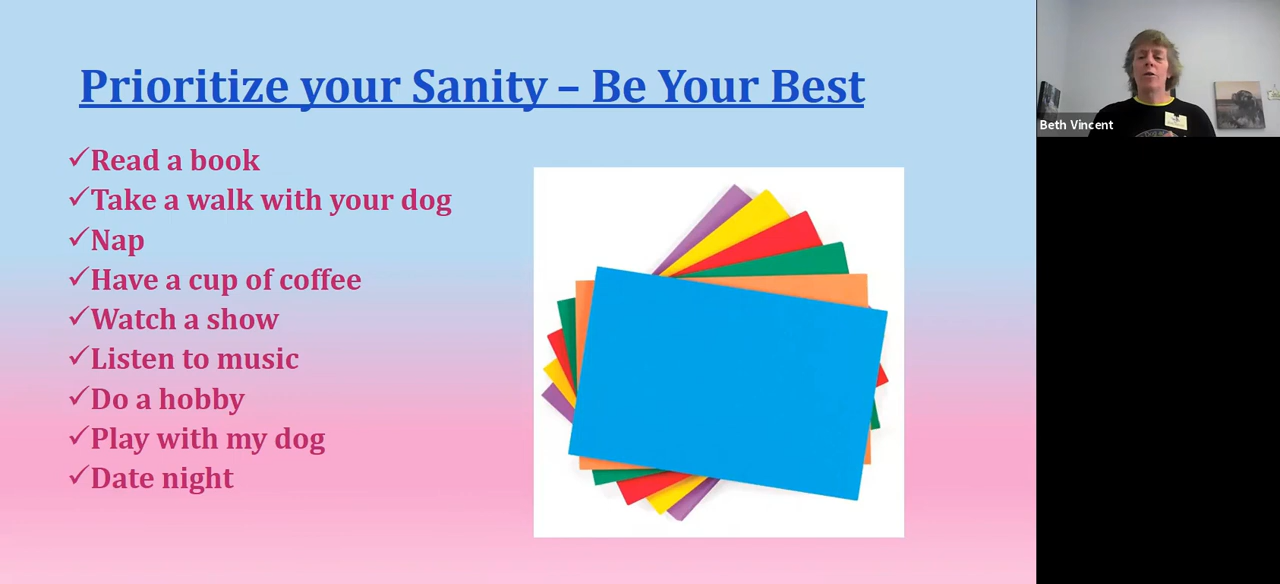 Prioritize your Sanity – Be Your Best
✓Read a book
✓Take a walk with your dog
✓Nap
✓Have a cup of coffee
✓Watch a show
✓Listen to music
✓Do a hobby
✓Play with my dog
✓Date night
Beth Vincent